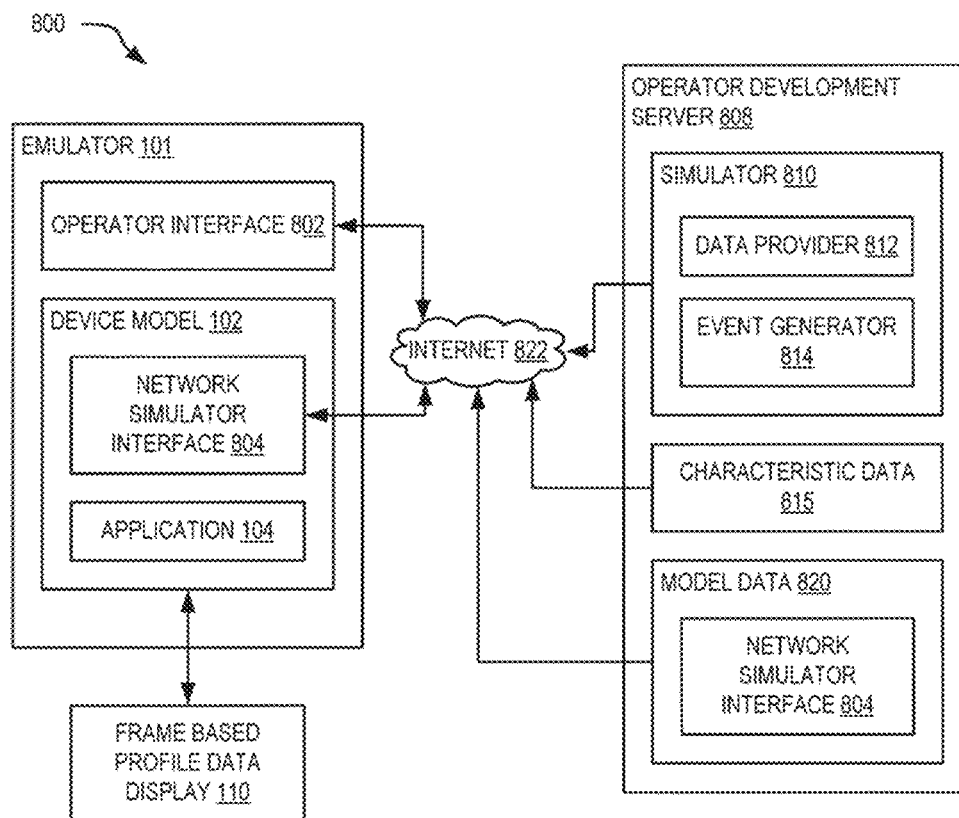 800
EMULATOR 101
OPERATOR INTERFACE 802
DEVICE MODEL 102
NETWORK
SIMULATOR
INTERFACE 804
APPLICATION 104
FRAME BASED
PROFILE DATA
DISPLAY 110
INTERNET 822
OPERATOR DEVELOPMENT
SERVER 808
SIMULATOR 810
DATA PROVIDER 812
EVENT GENERATOR
814
CHARACTERISTIC DATA
815
MODEL DATA 820
NETWORK
SIMULATOR
INTERFACE 804